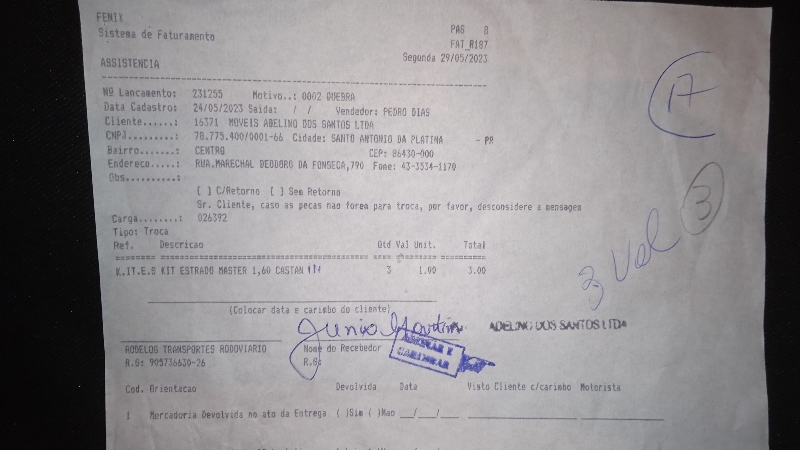 FENIX PAG 8
Sistema de Faturamento FAT_R187
Segunda 29/05/2023
ASSISTENCIA
Nº Lancamento: 231255 Motivo..: 0002 QUEBRA
Data Cadastro: 24/05/2023 Saida: / / Vendedor: PEDRO DIAS
Cliente......: 16371 MOVEIS ADELINO DOS SANTOS LTDA
CNPJ.........: 78.775.400/0001-66 Cidade: SANTO ANTONIO DA PLATINA - PR
Bairro.......: CENTRO CEP: 86430-000
Endereco.....: RUA.MARECHAL DEODORO DA FONSECA,790 Fone: 43-3534-1170
Obs..........:
[ ] C/Retorno [ ] Sem Retorno
Sr. Cliente, caso as pecas nao forem para troca, por favor, desconsidere a mensagem
Carga........: 026392
Tipo: Troca
Ref. Descricao Qtd Val Unit. Total
K.IT.E.S KIT ESTRADO MASTER 1,60 CASTAN 3 1.00 3.00
17
3
3 Vol
(Colocar data e carimbo do cliente)
Junio ADELINO DOS SANTOS LTDA
RODELOS TRANSPORTES RODOVIARIO Nome do Recebedor
R.G: 905736630-26 R.G:
ASSINAR E
CARIMBAR
Cod. Orientacao Devolvida Data Visto Cliente c/carimbo Motorista
1 Mercadoria Devolvida no ato da Entrega ( )Sim ( )Nao __/__/__